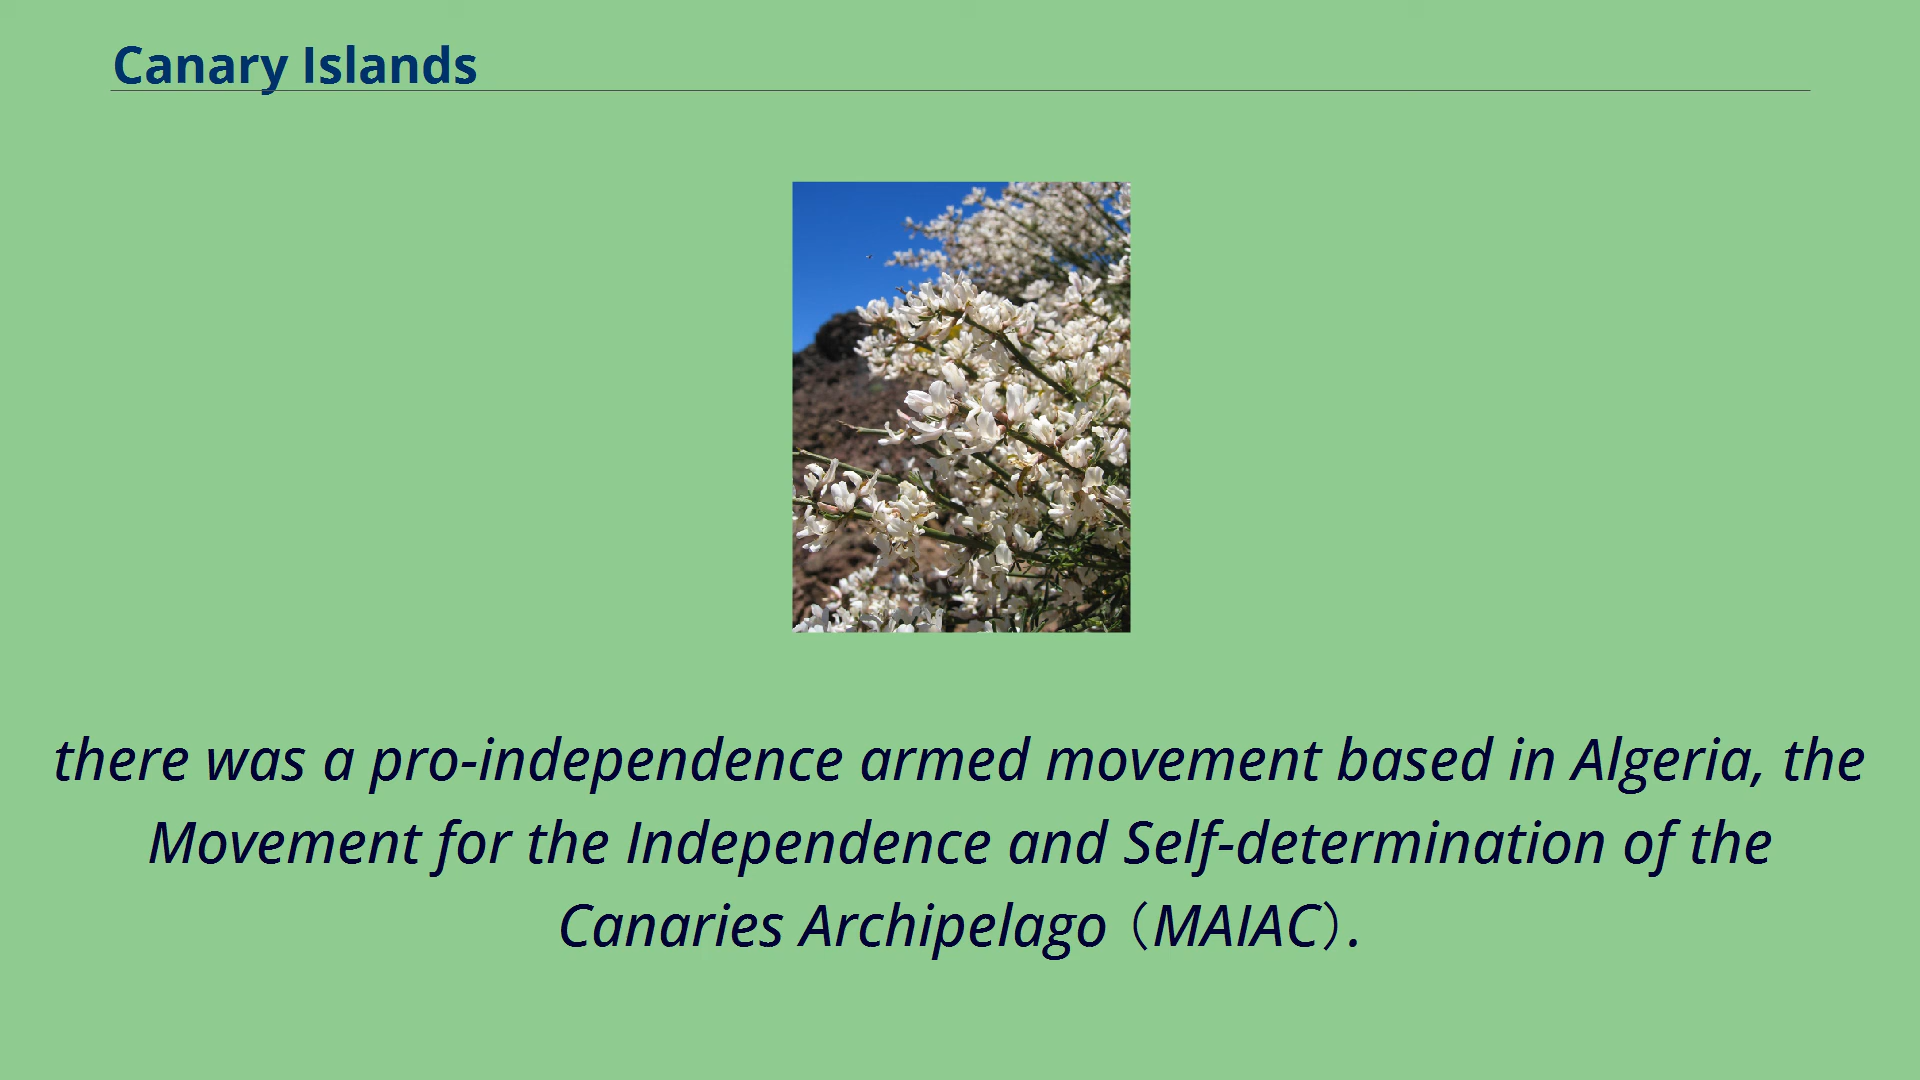 Canary Islands
there was a pro-independence armed movement based in Algeria, the
Movement for the Independence and Self-determination of the
Canaries Archipelago (MAIAC).